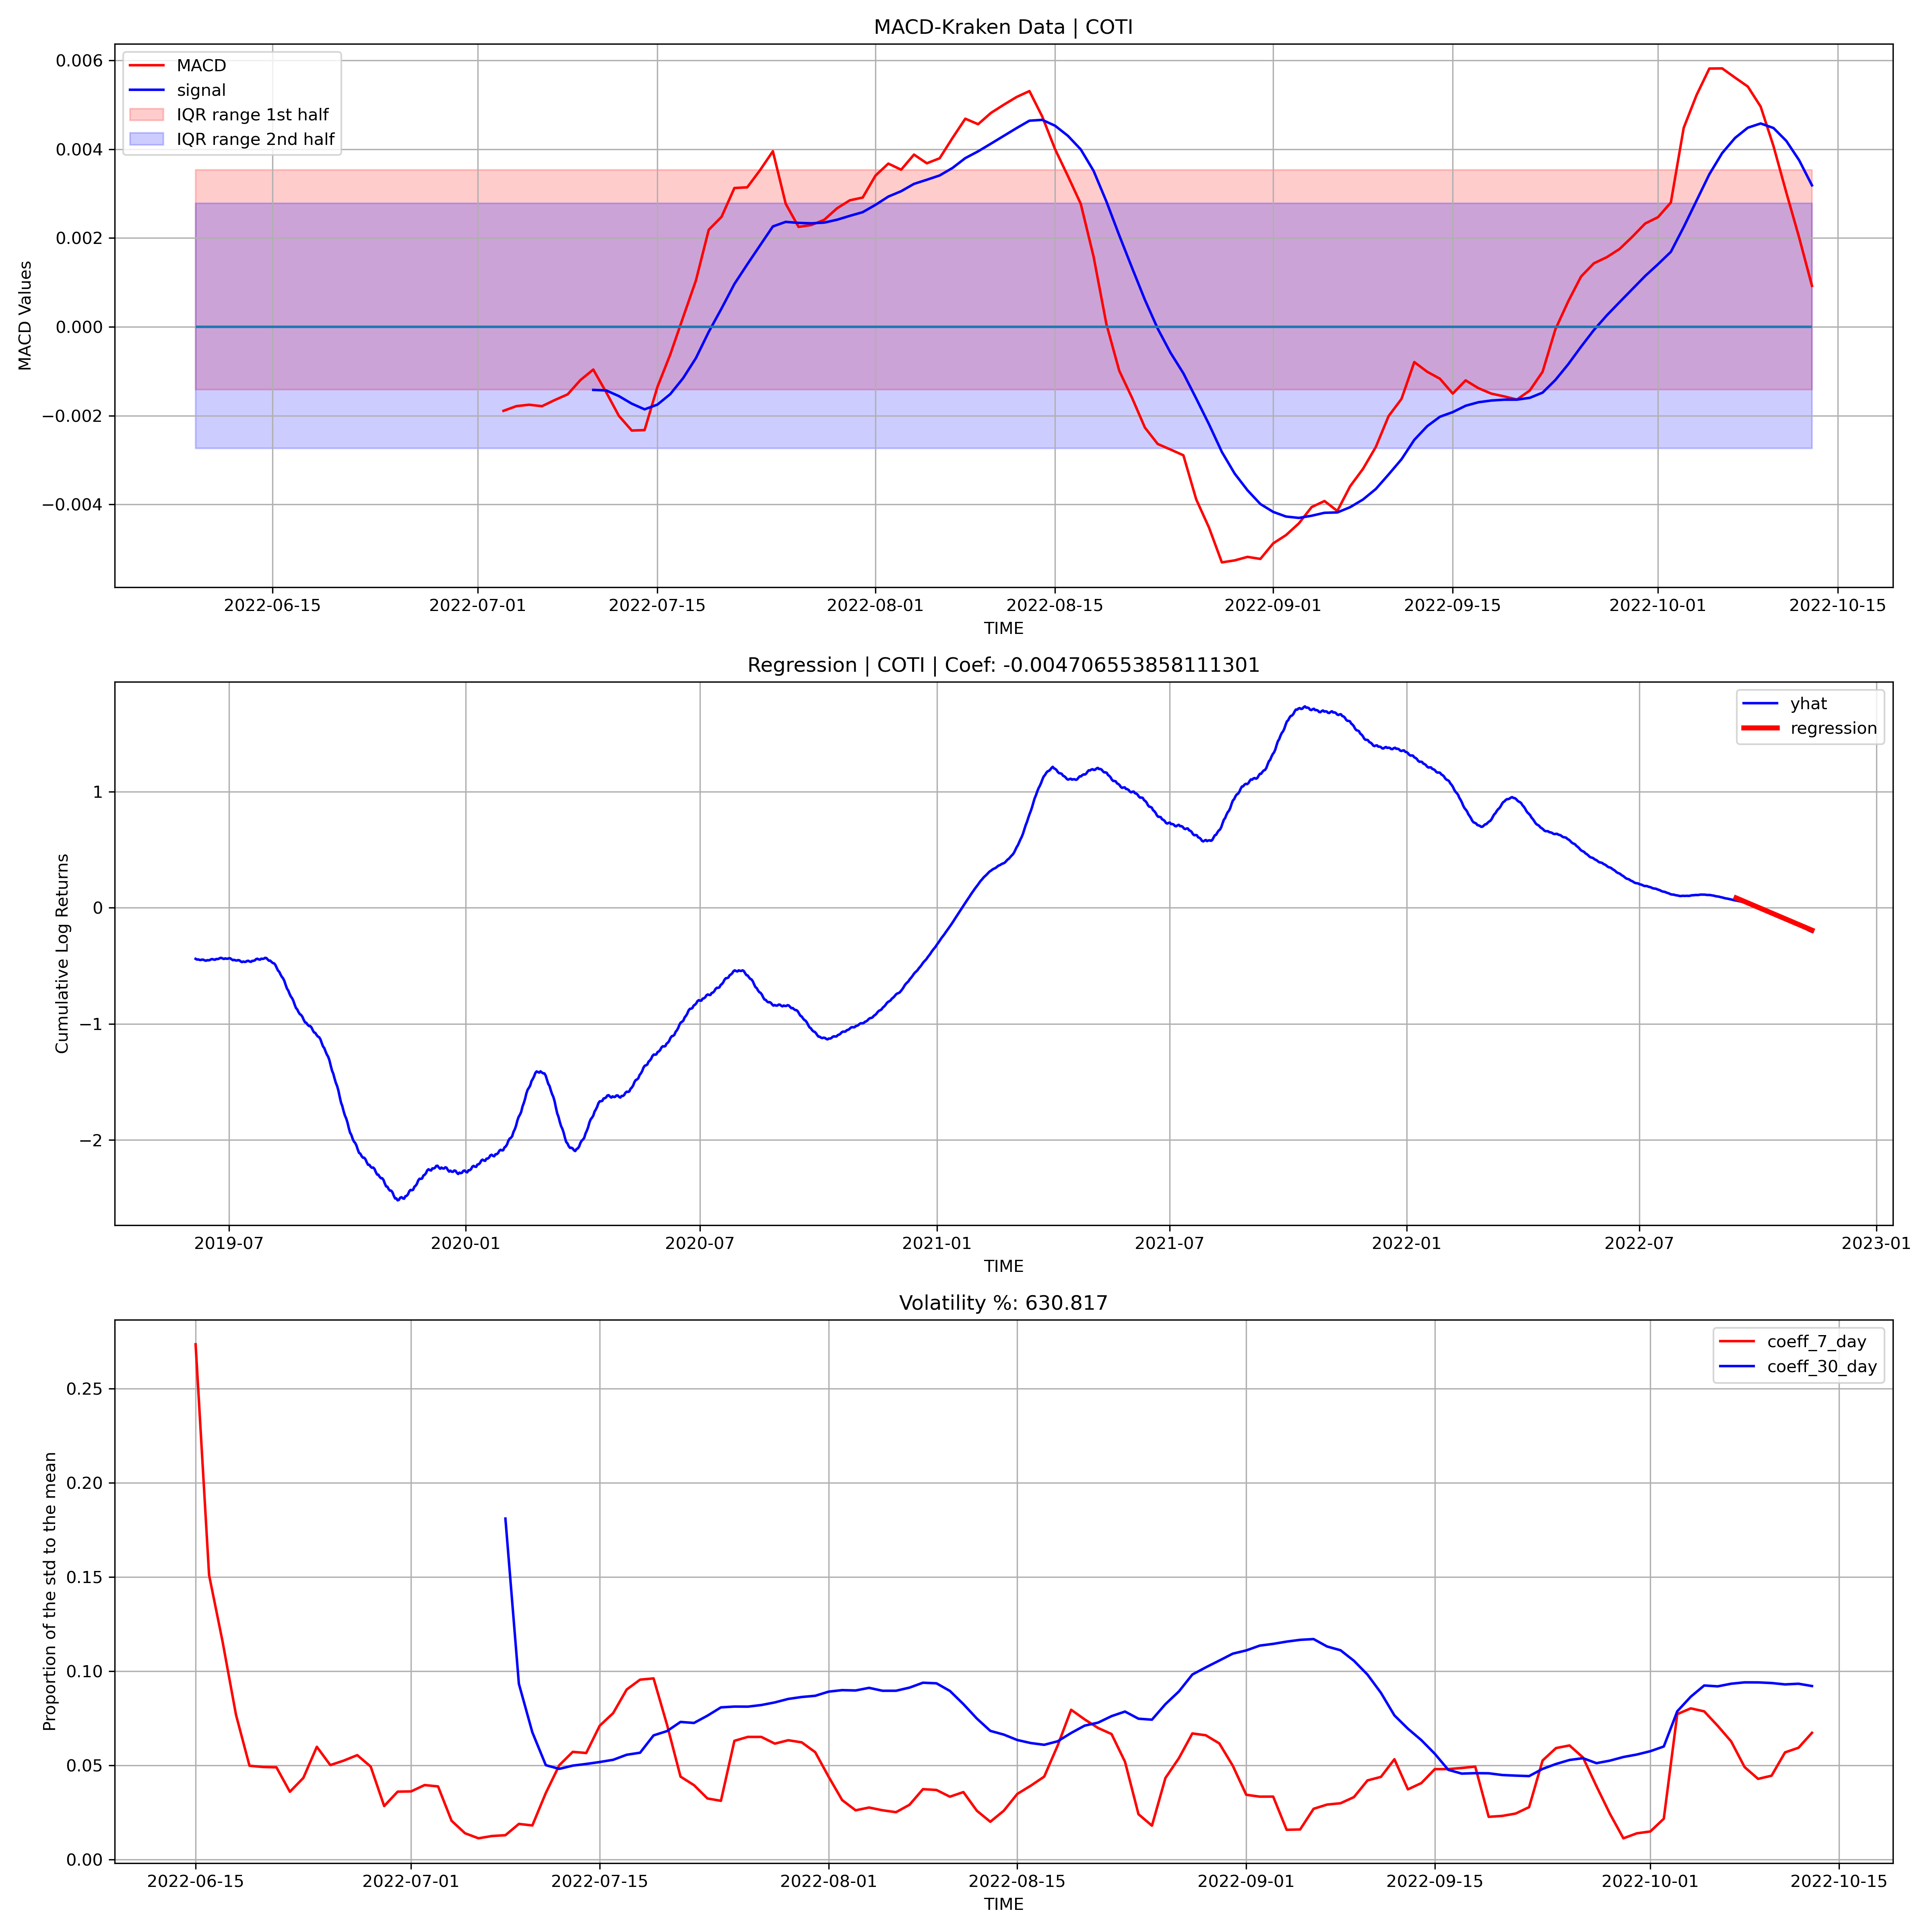 MACD-Kraken Data | COTI
MACD
signal
IQR range 1st half
IQR range 2nd half
0.006
0.004
0.002
0.000
−0.002
−0.004
MACD Values
2022-06-15 2022-07-01 2022-07-15 2022-08-01 2022-08-15 2022-09-01 2022-09-15 2022-10-01 2022-10-15
TIME
Regression | COTI | Coef: -0.004706553858111301
yhat
regression
1
0
−1
−2
Cumulative Log Returns
2019-07 2020-01 2020-07 2021-01 2021-07 2022-01 2022-07 2023-01
TIME
Volatility %: 630.817
coeff_7_day
coeff_30_day
0.25
0.20
0.15
0.10
0.05
0.00
Proportion of the std to the mean
2022-06-15 2022-07-01 2022-07-15 2022-08-01 2022-08-15 2022-09-01 2022-09-15 2022-10-01 2022-10-15
TIME